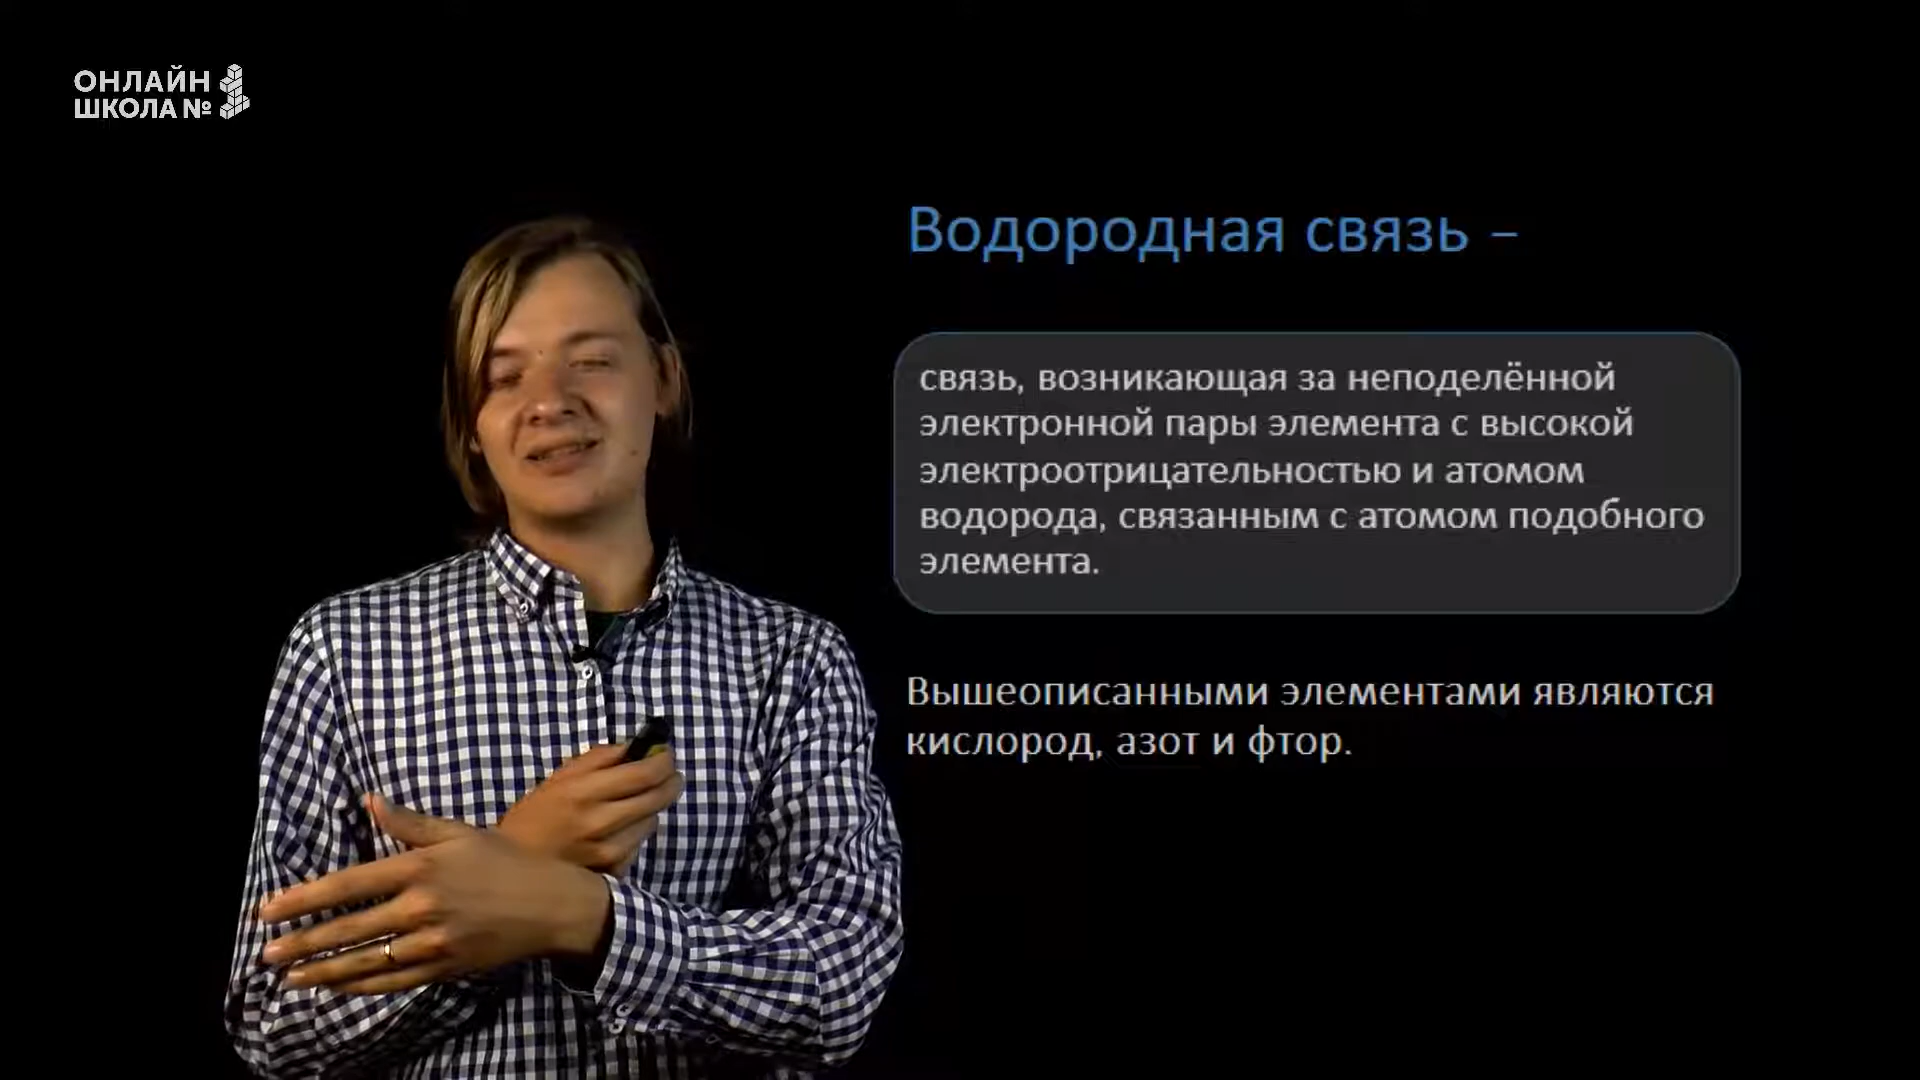 ОНЛАЙН
ШКОЛА №1
Водородная связь –
связь, возникающая за неподелённой
электронной пары элемента с высокой
электроотрицательностью и атомом
водорода, связанным с атомом подобного
элемента.
Вышеописанными элементами являются
кислород, азот и фтор.